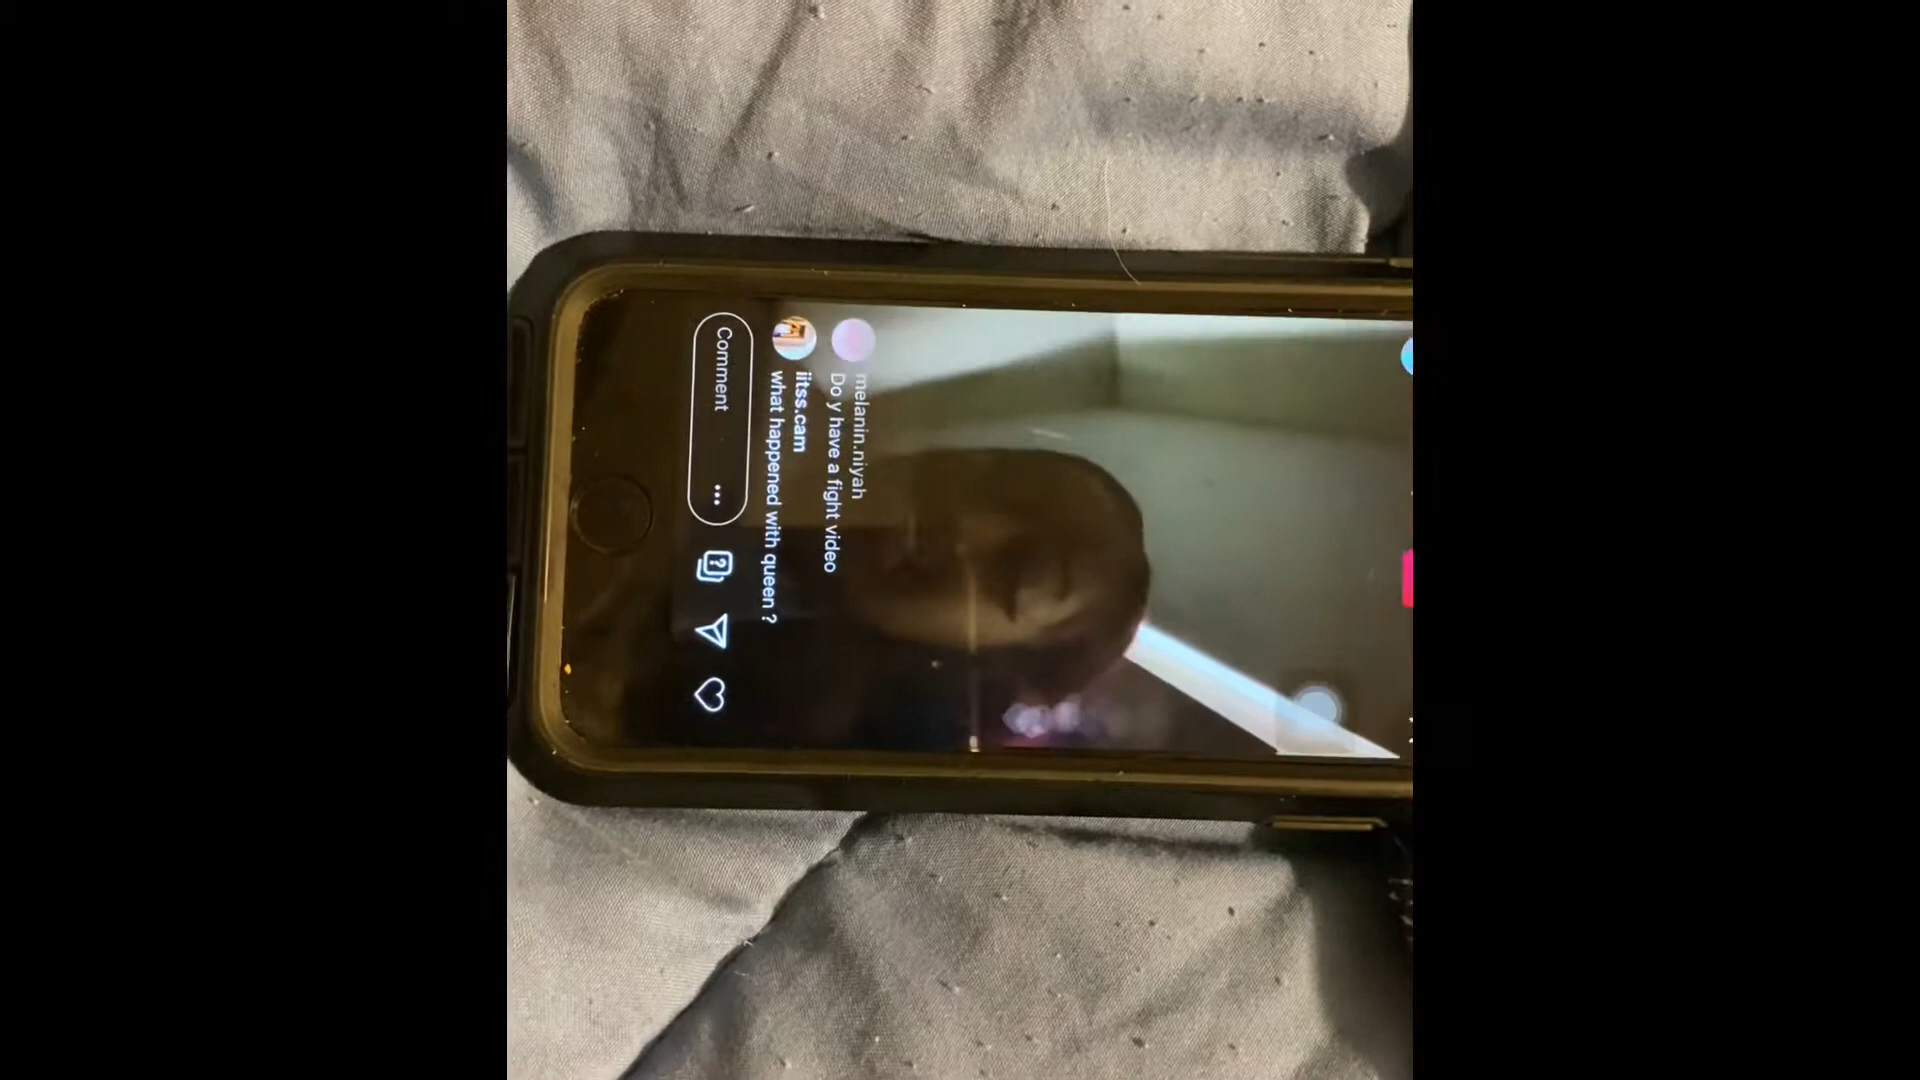 melanin.niyah
Do y have a fight video
iitss.cam
what happened with queen ?
Comment